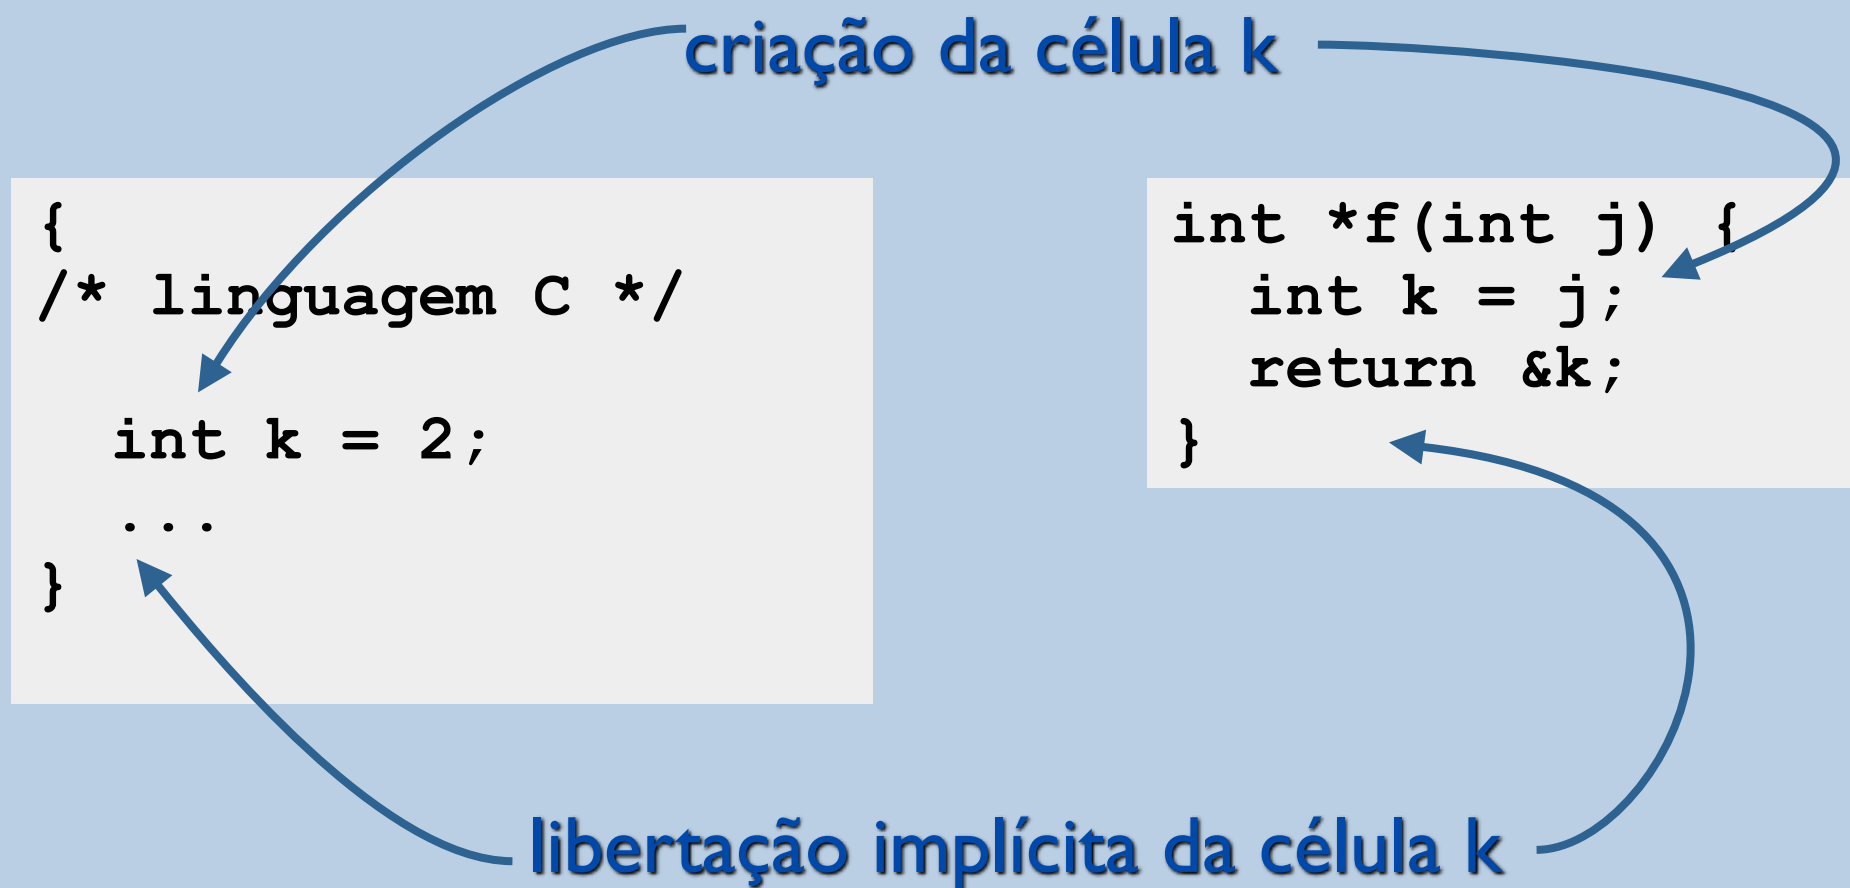 criação da célula k
{
/* linguagem C */
int k = 2;
...
}
int *f(int j) {
int k = j;
return &k;
}
libertação implícita da célula k